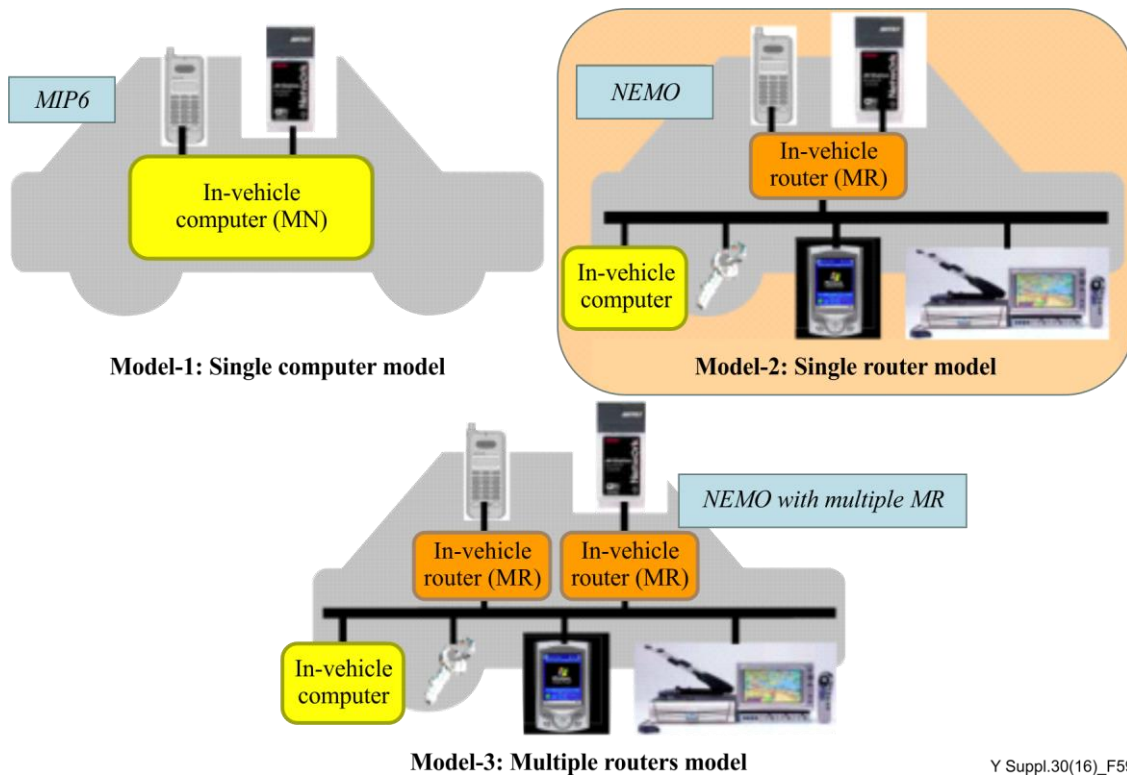 MIP6
In-vehicle
computer (MN)
Model-1: Single computer model
NEMO
In-vehicle
router (MR)
In-vehicle
computer
Model-2: Single router model
NEMO with multiple MR
In-vehicle
router (MR)
In-vehicle
router (MR)
In-vehicle
computer
Model-3: Multiple routers model
Y Suppl.30(16)_F59